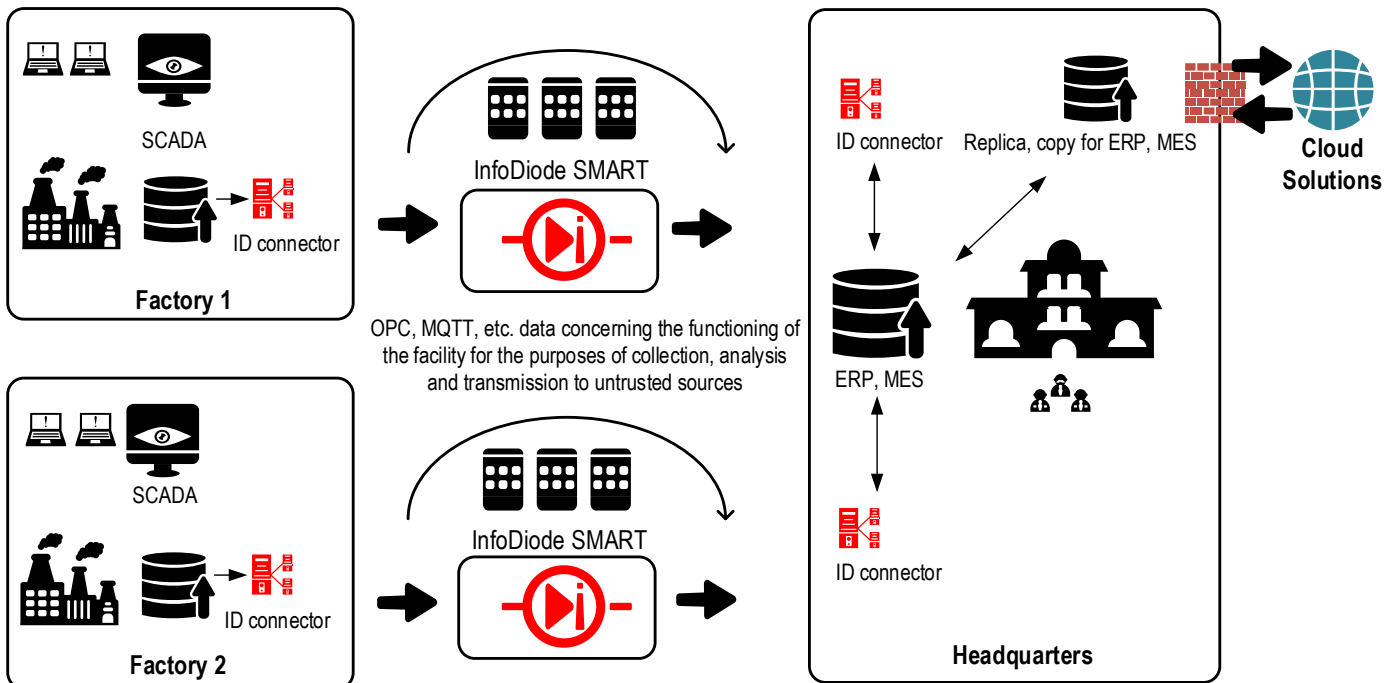 SCADA
ID connector
Factory 1
InfoDiode SMART
OPC, MQTT, etc. data concerning the functioning of
the facility for the purposes of collection, analysis
and transmission to untrusted sources
SCADA
ID connector
Factory 2
InfoDiode SMART
ID connector
Replica, copy for ERP, MES
ERP, MES
ID connector
Headquarters
Cloud
Solutions